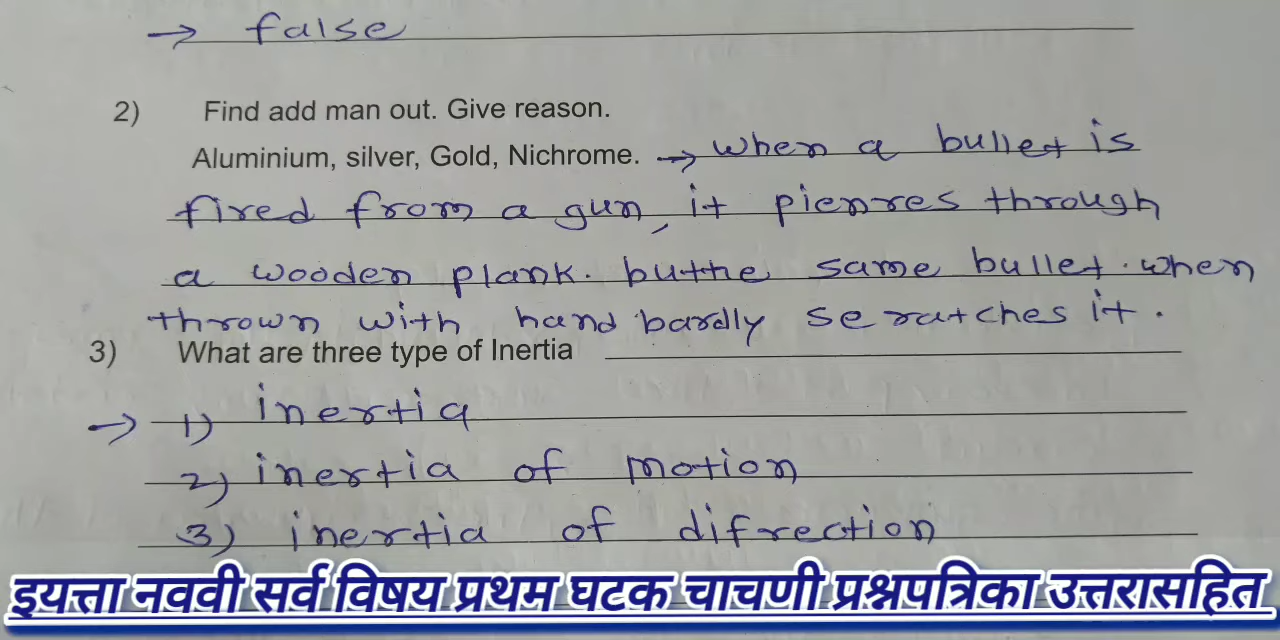 → false
2) Find add man out. Give reason.
Aluminium, silver, Gold, Nichrome. → when a bullet is
fired from a gun, it pienres through
a wooden plank. butthe same bullet. when
thrown with hand bardly seratches it.
3) What are three type of Inertia
→ 1) inertia
2) inertia of motion
3) inertia of difrection
इयत्ता नववी सर्व विषय प्रथम घटक चाचणी प्रश्नपत्रिका उत्तरासहित